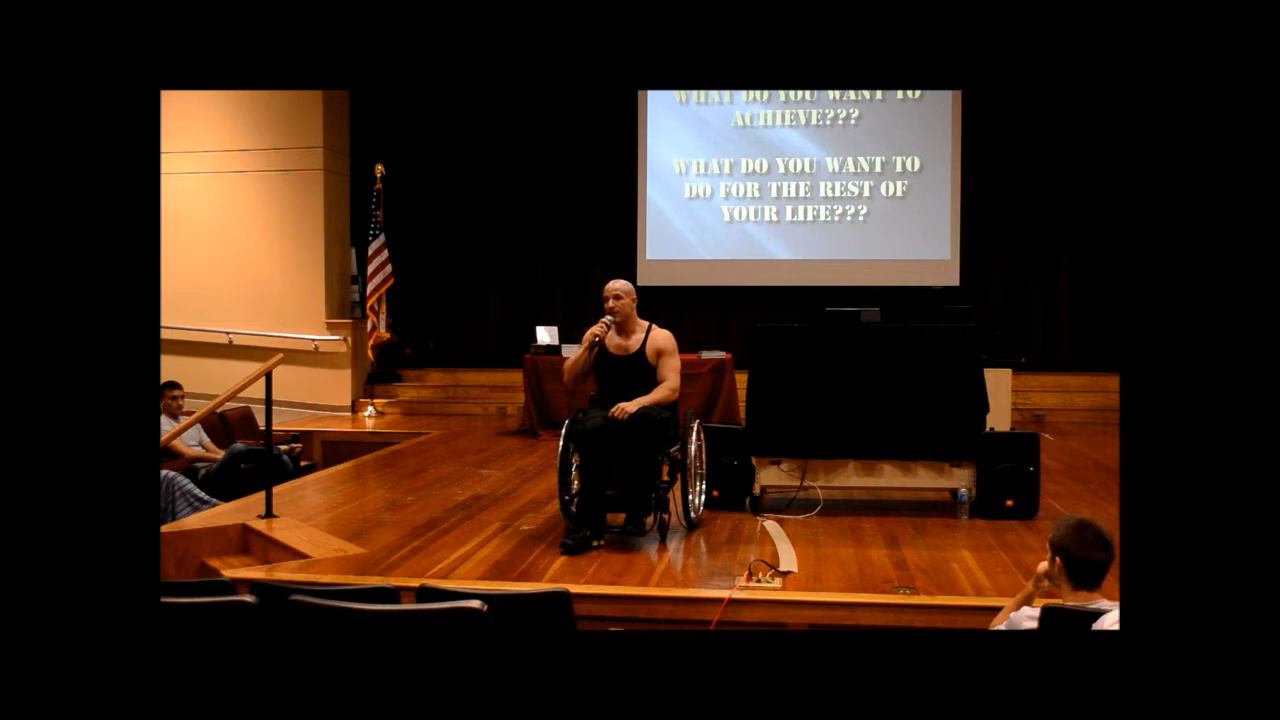 WHAT DO YOU WANT TO
ACHIEVE???
WHAT DO YOU WANT TO
DO FOR THE REST OF
YOUR LIFE???